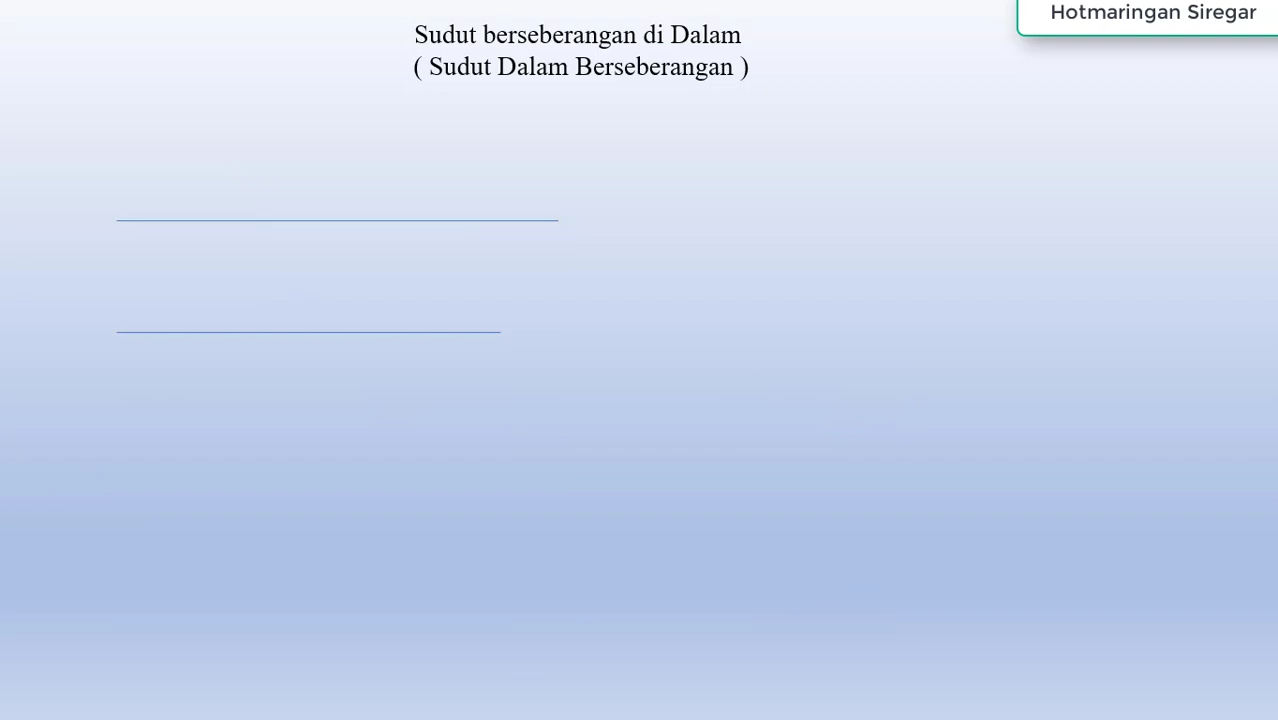 Hotmaringan Siregar
Sudut berseberangan di Dalam
( Sudut Dalam Berseberangan )